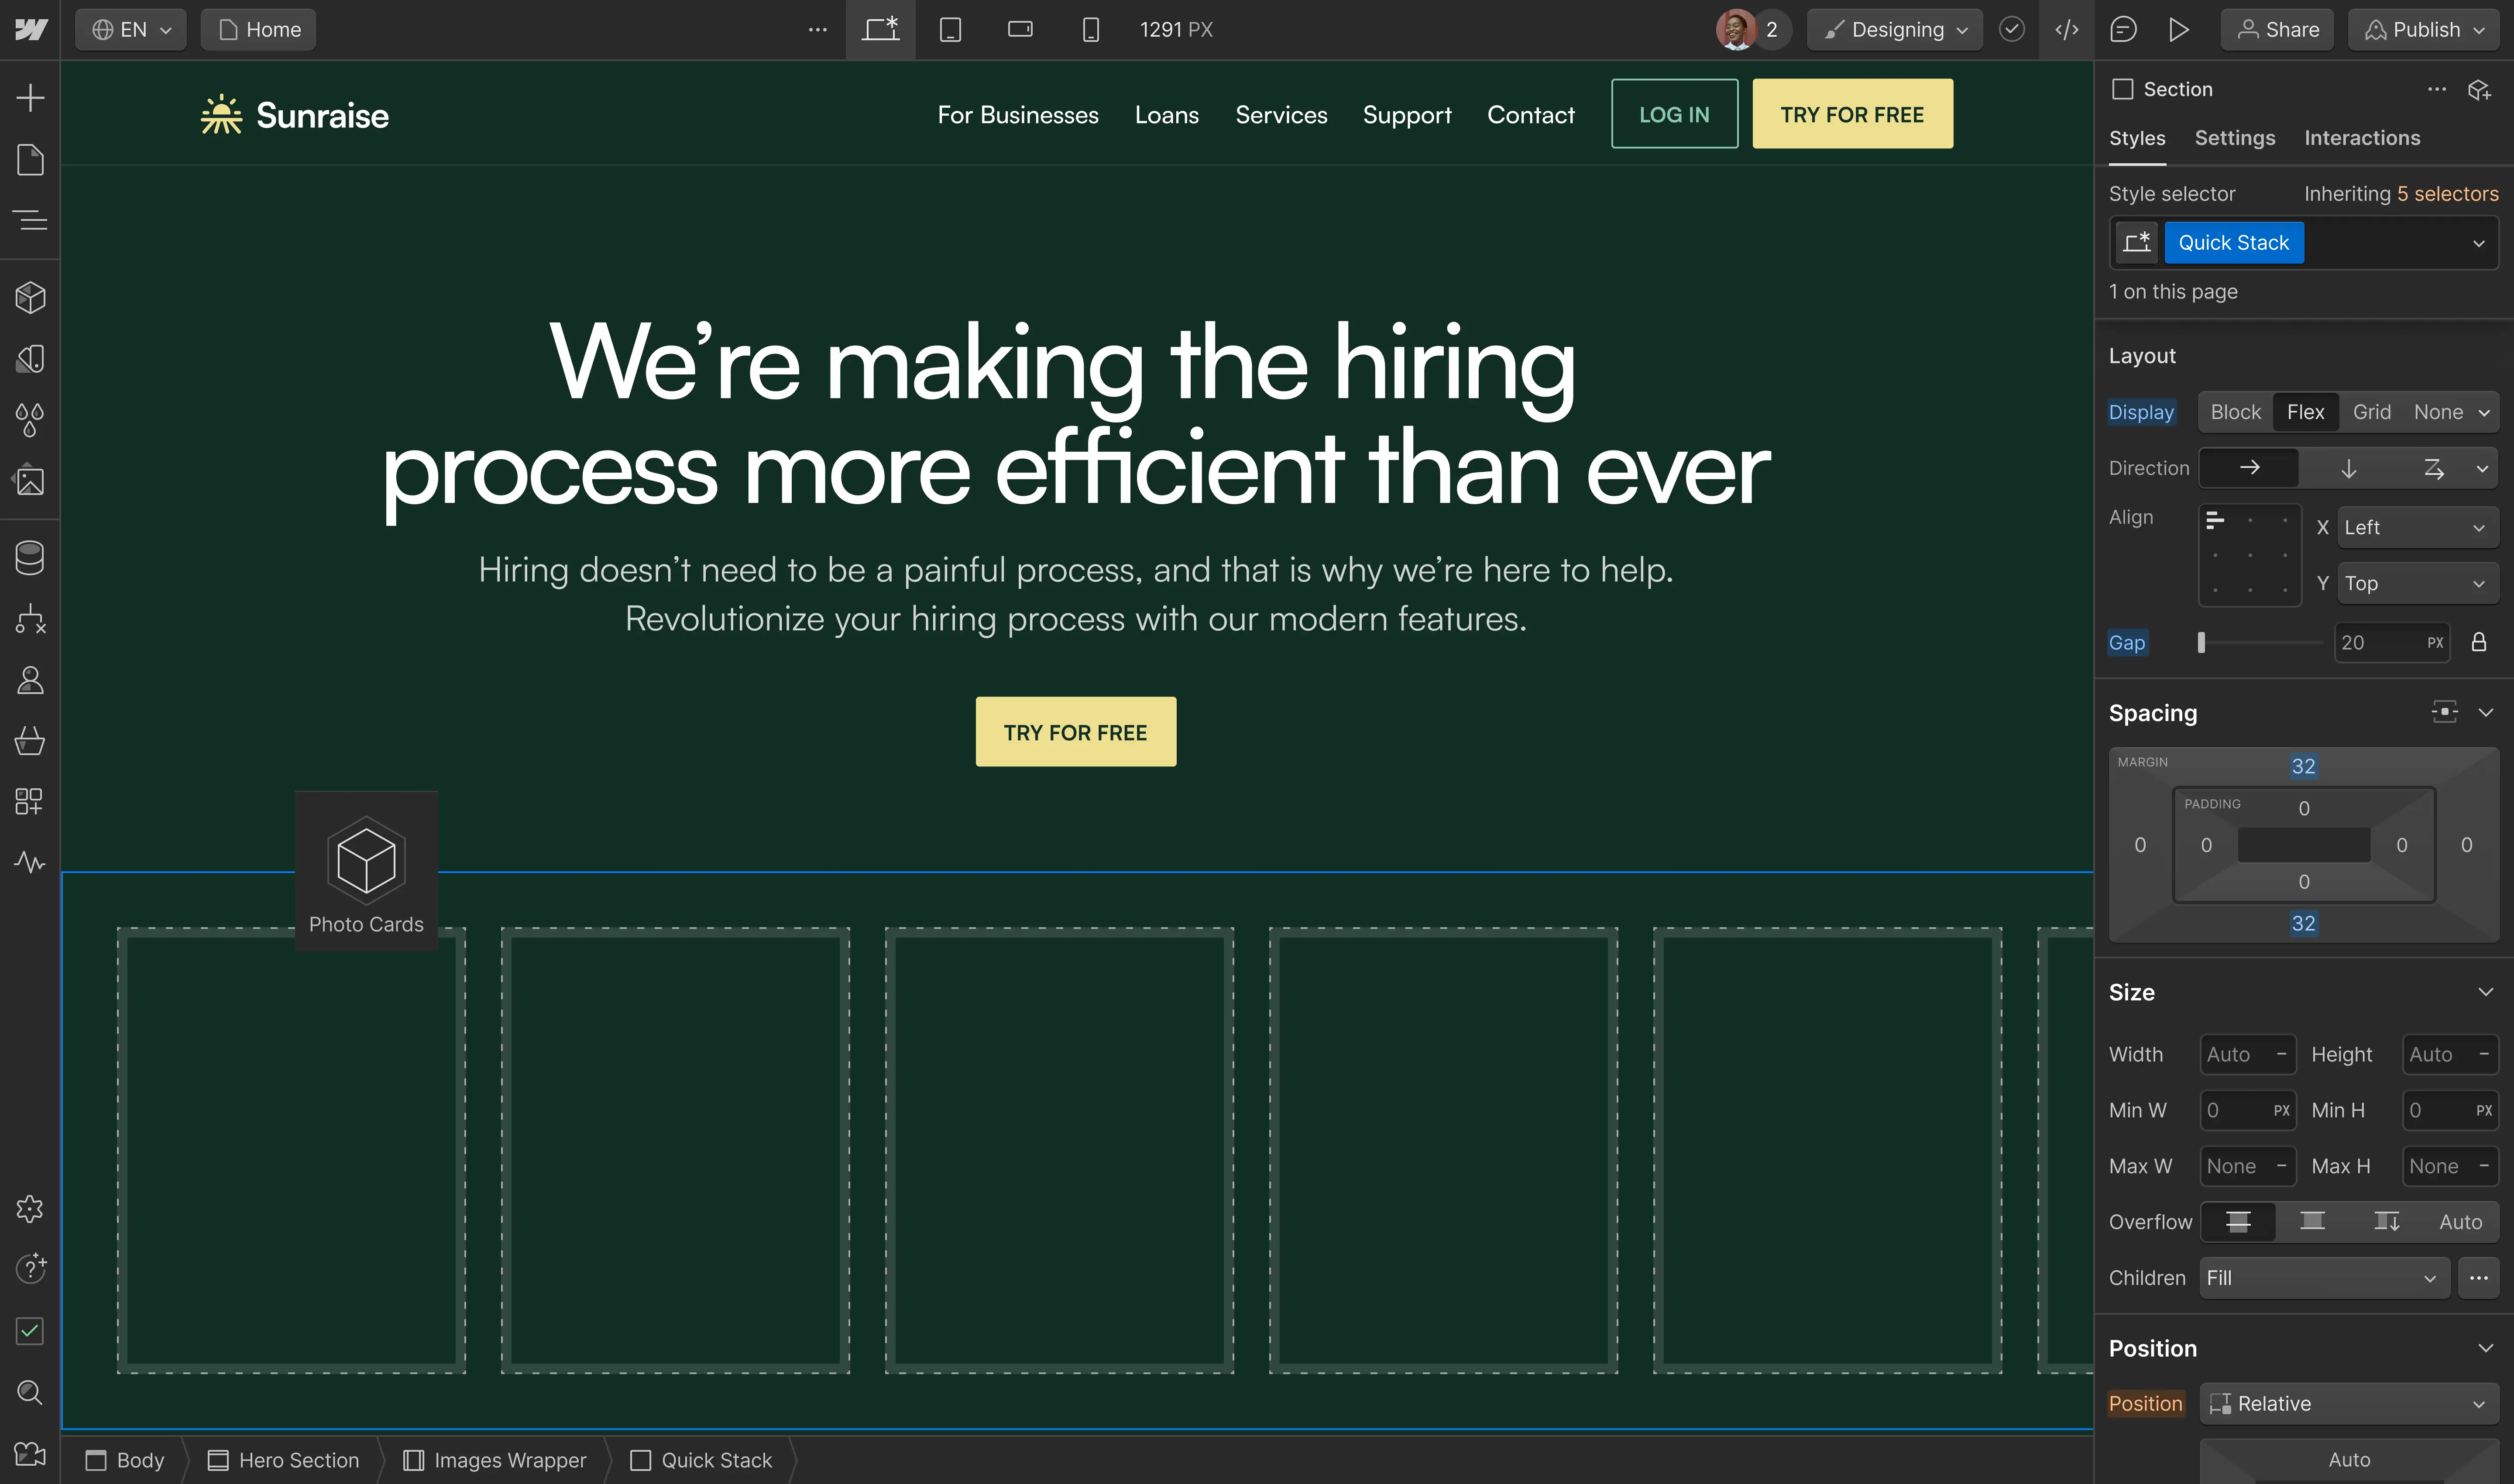 EN
Home
1291 PX
2
Designing
Share
Publish
Sunraise
For Businesses
Loans
Services
Support
Contact
LOG IN
TRY FOR FREE
We’re making the hiring
process more efficient than ever
Hiring doesn’t need to be a painful process, and that is why we’re here to help.
Revolutionize your hiring process with our modern features.
TRY FOR FREE
Photo Cards
Body
Hero Section
Images Wrapper
Quick Stack
Section
Styles
Settings
Interactions
Style selector
Inheriting 5 selectors
Quick Stack
1 on this page
Layout
Display
Block
Flex
Grid
None
Direction
Align
X
Left
Y
Top
Gap
20
PX
Spacing
MARGIN
32
PADDING
0
0
0
0
0
0
32
Size
Width
Auto
–
Height
Auto
–
Min W
0
PX
Min H
0
PX
Max W
None
–
Max H
None
–
Overflow
Auto
Children
Fill
Position
Position
Relative
Auto